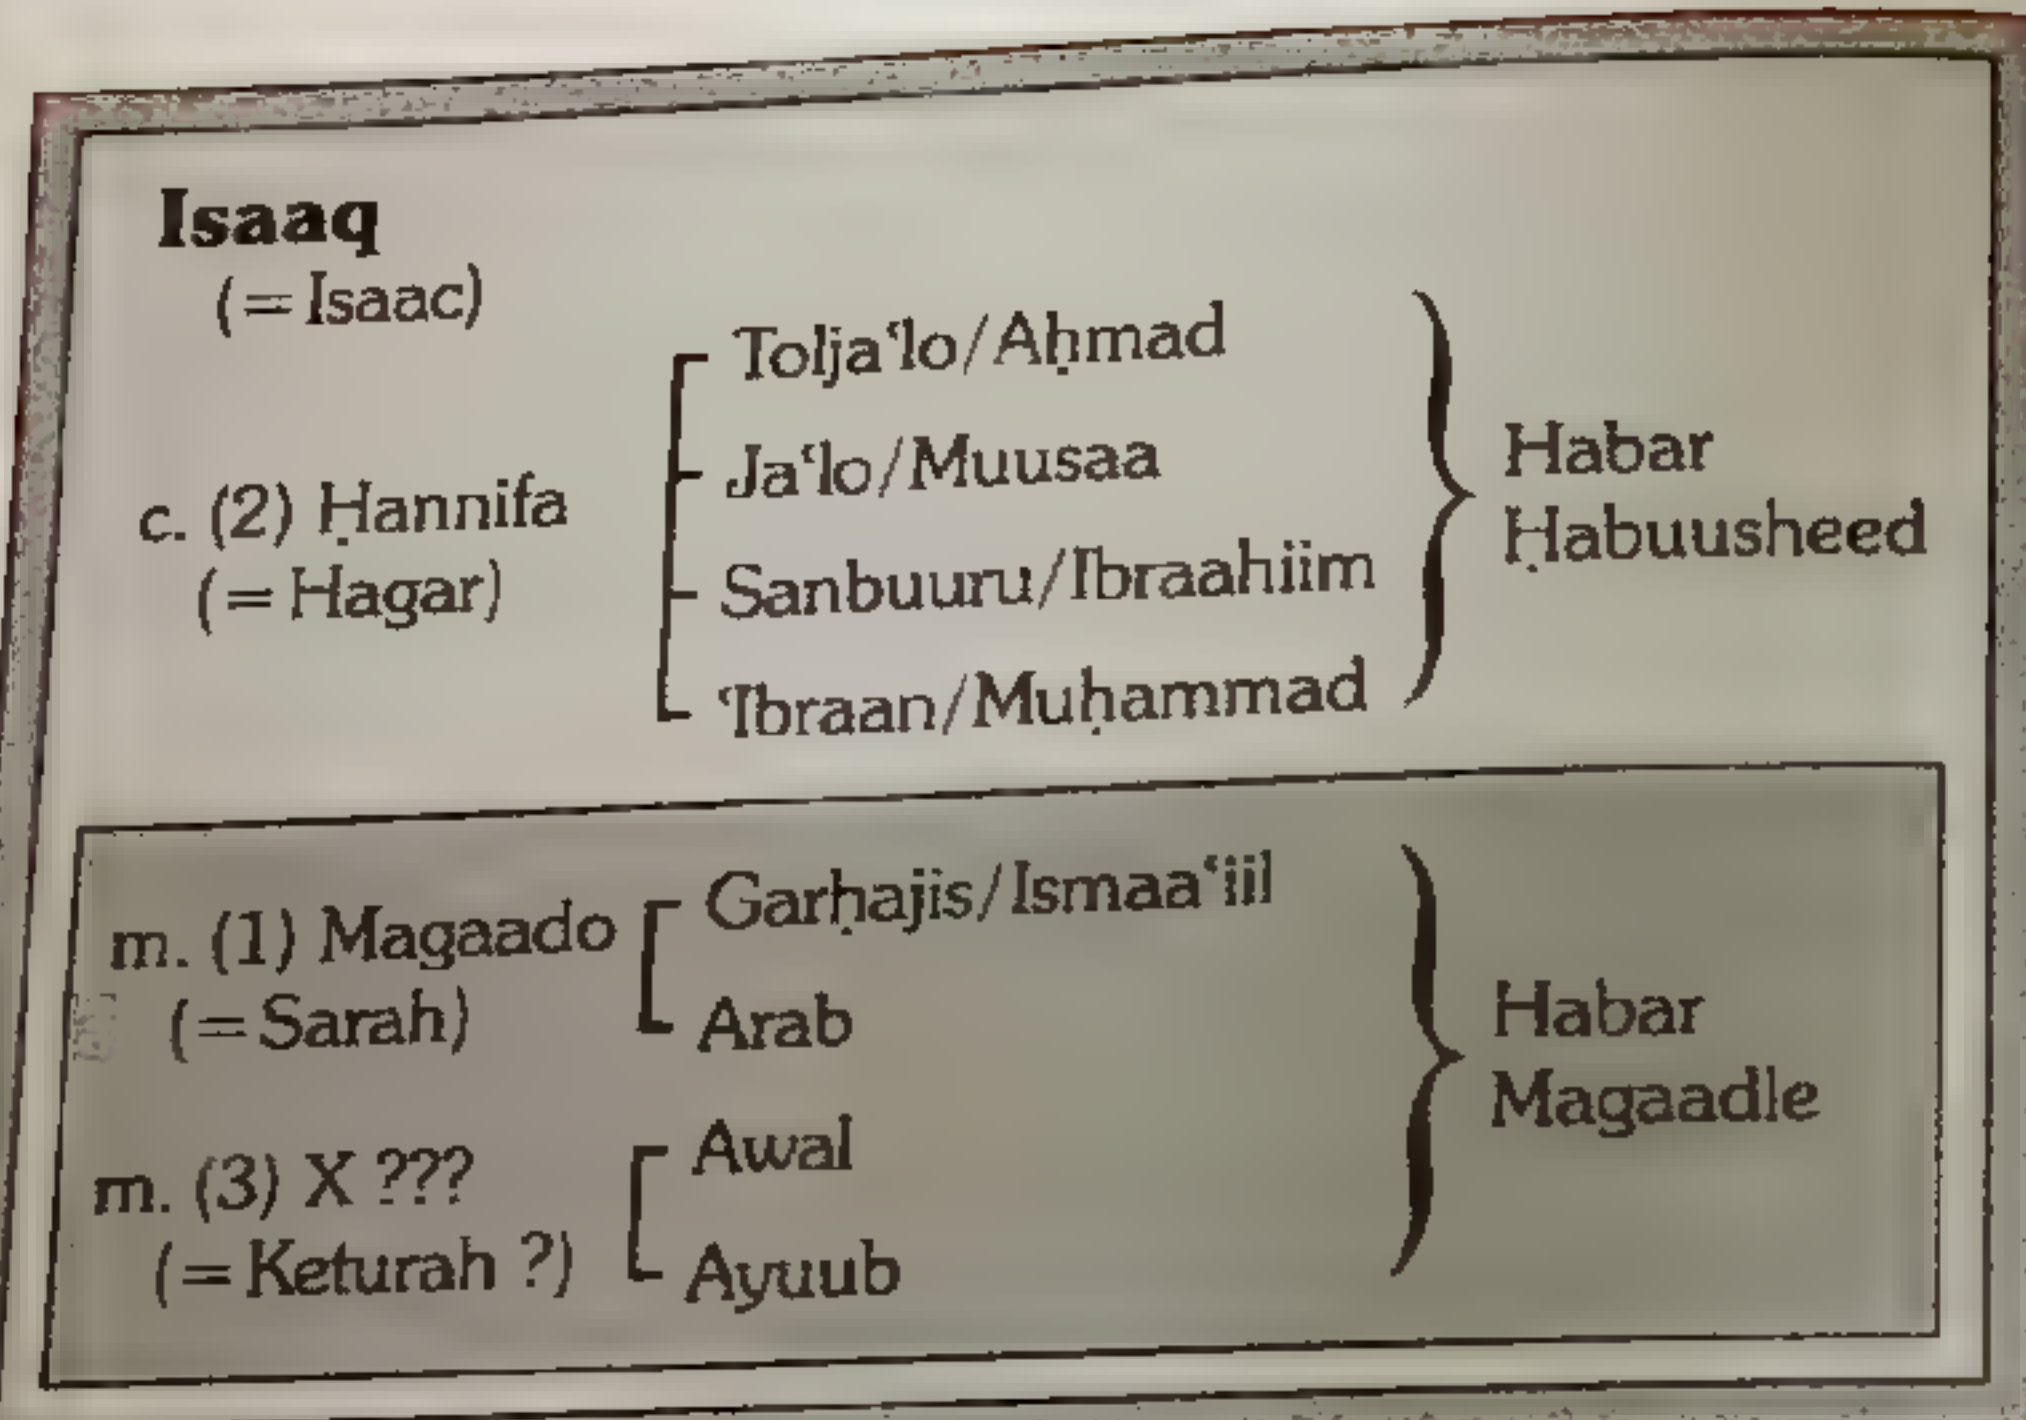 Isaaq
(= Isaac)
c. (2) Ḥannifa
(= Hagar)
Tolja‘lo/Aḥmad
Ja‘lo/Muusaa
Sanbuuru/Ibraahiim
‘Ibraan/Muḥammad
Habar
Ḥabuusheed
m. (1) Magaado
(= Sarah)
Garḥajis/Ismaa‘iil
Arab
m. (3) X ???
(= Keturah ?)
Awal
Ayuub
Habar
Magaadle